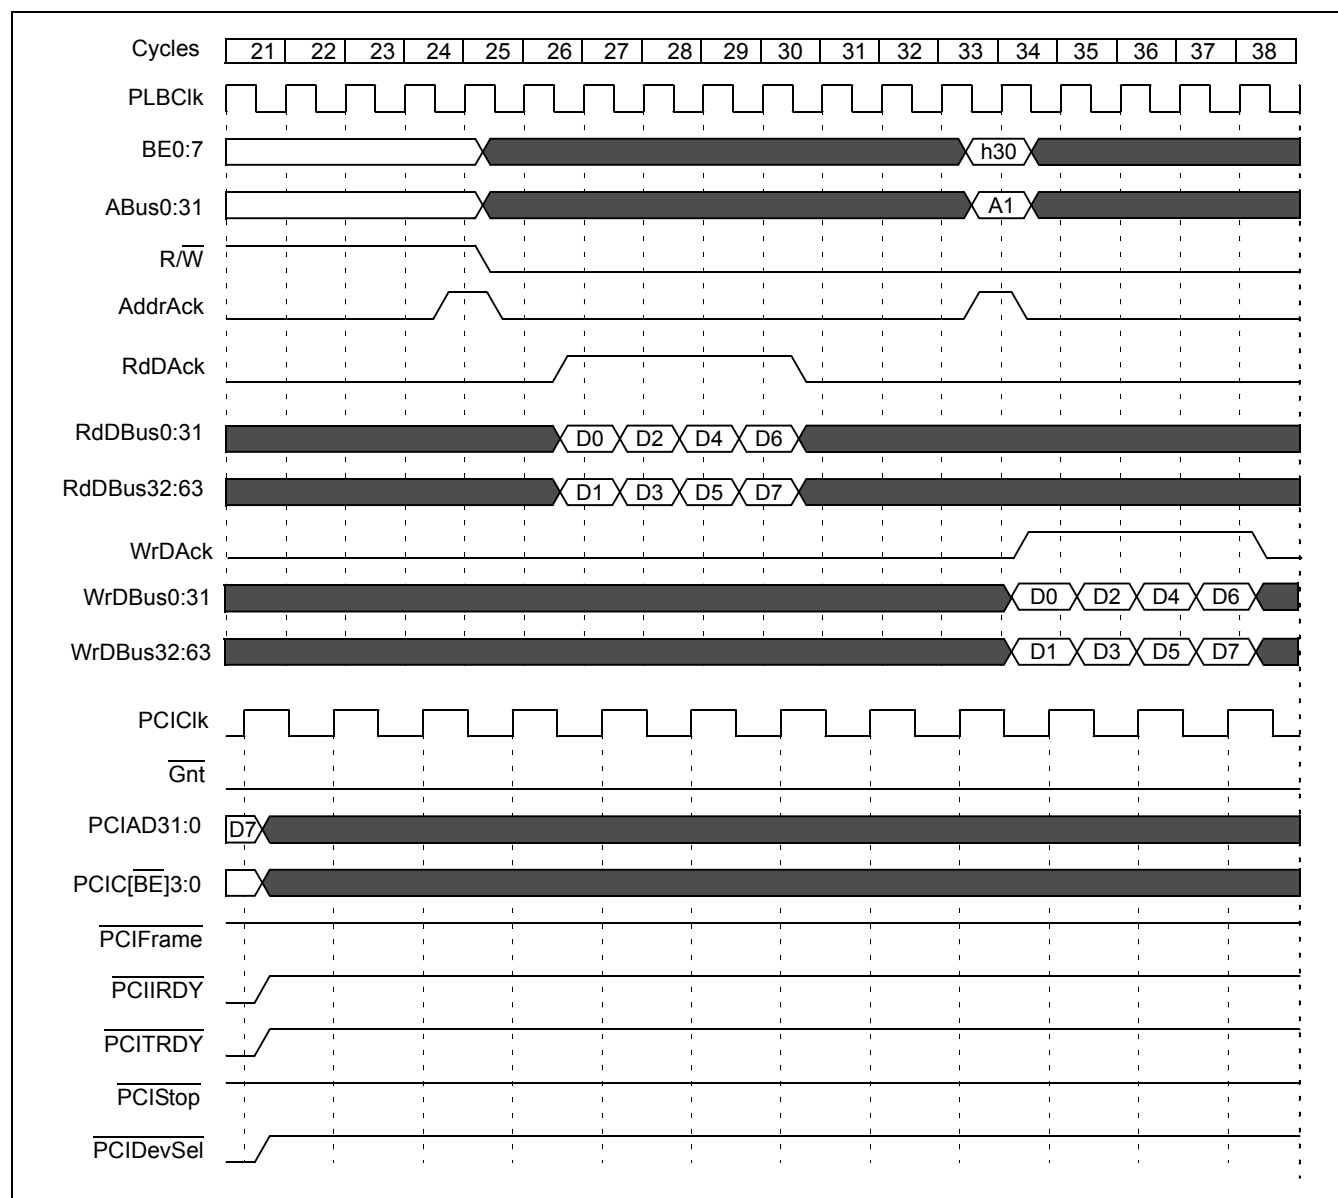 Cycles 21 22 23 24 25 26 27 28 29 30 31 32 33 34 35 36 37 38
PLBClk
BE0:7 h30
ABus0:31 A1
R/W
AddrAck
RdDAck
RdDBus0:31 D0 D2 D4 D6
RdDBus32:63 D1 D3 D5 D7
WrDAck
WrDBus0:31 D0 D2 D4 D6
WrDBus32:63 D1 D3 D5 D7
PCIClk
Gnt
PCIAD31:0 D7
PCIC[BE]3:0
PCIFrame
PCIIRDY
PCITRDY
PCIStop
PCIDevSel